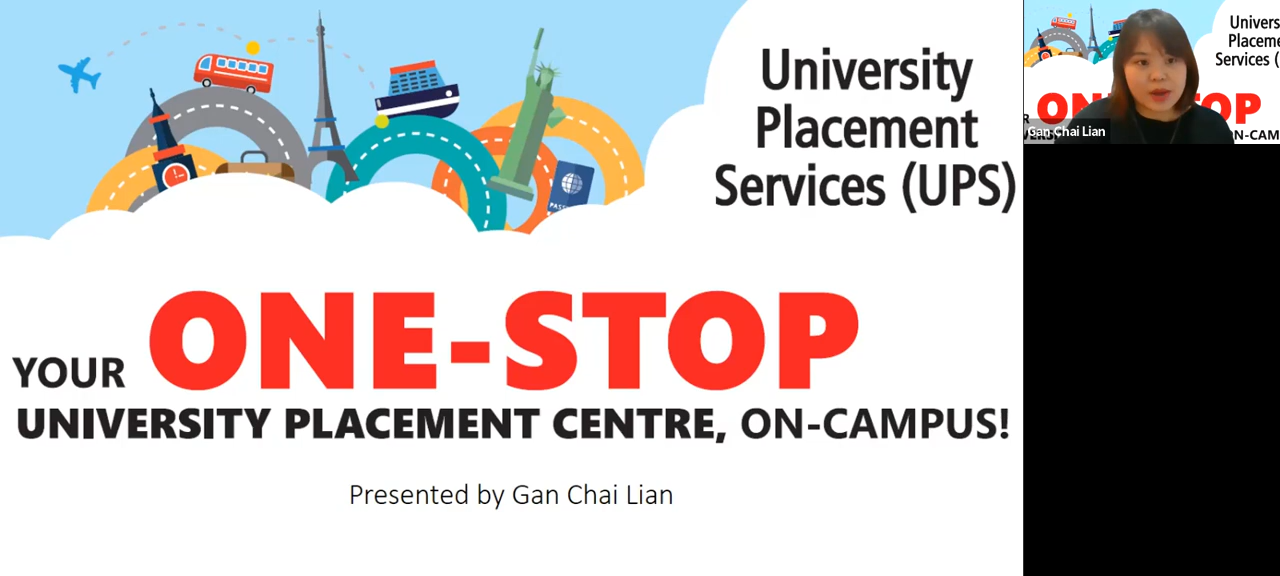 University
Placement
Services (UPS)
YOUR ONE-STOP
UNIVERSITY PLACEMENT CENTRE, ON-CAMPUS!
Presented by Gan Chai Lian
Gan Chai Lian